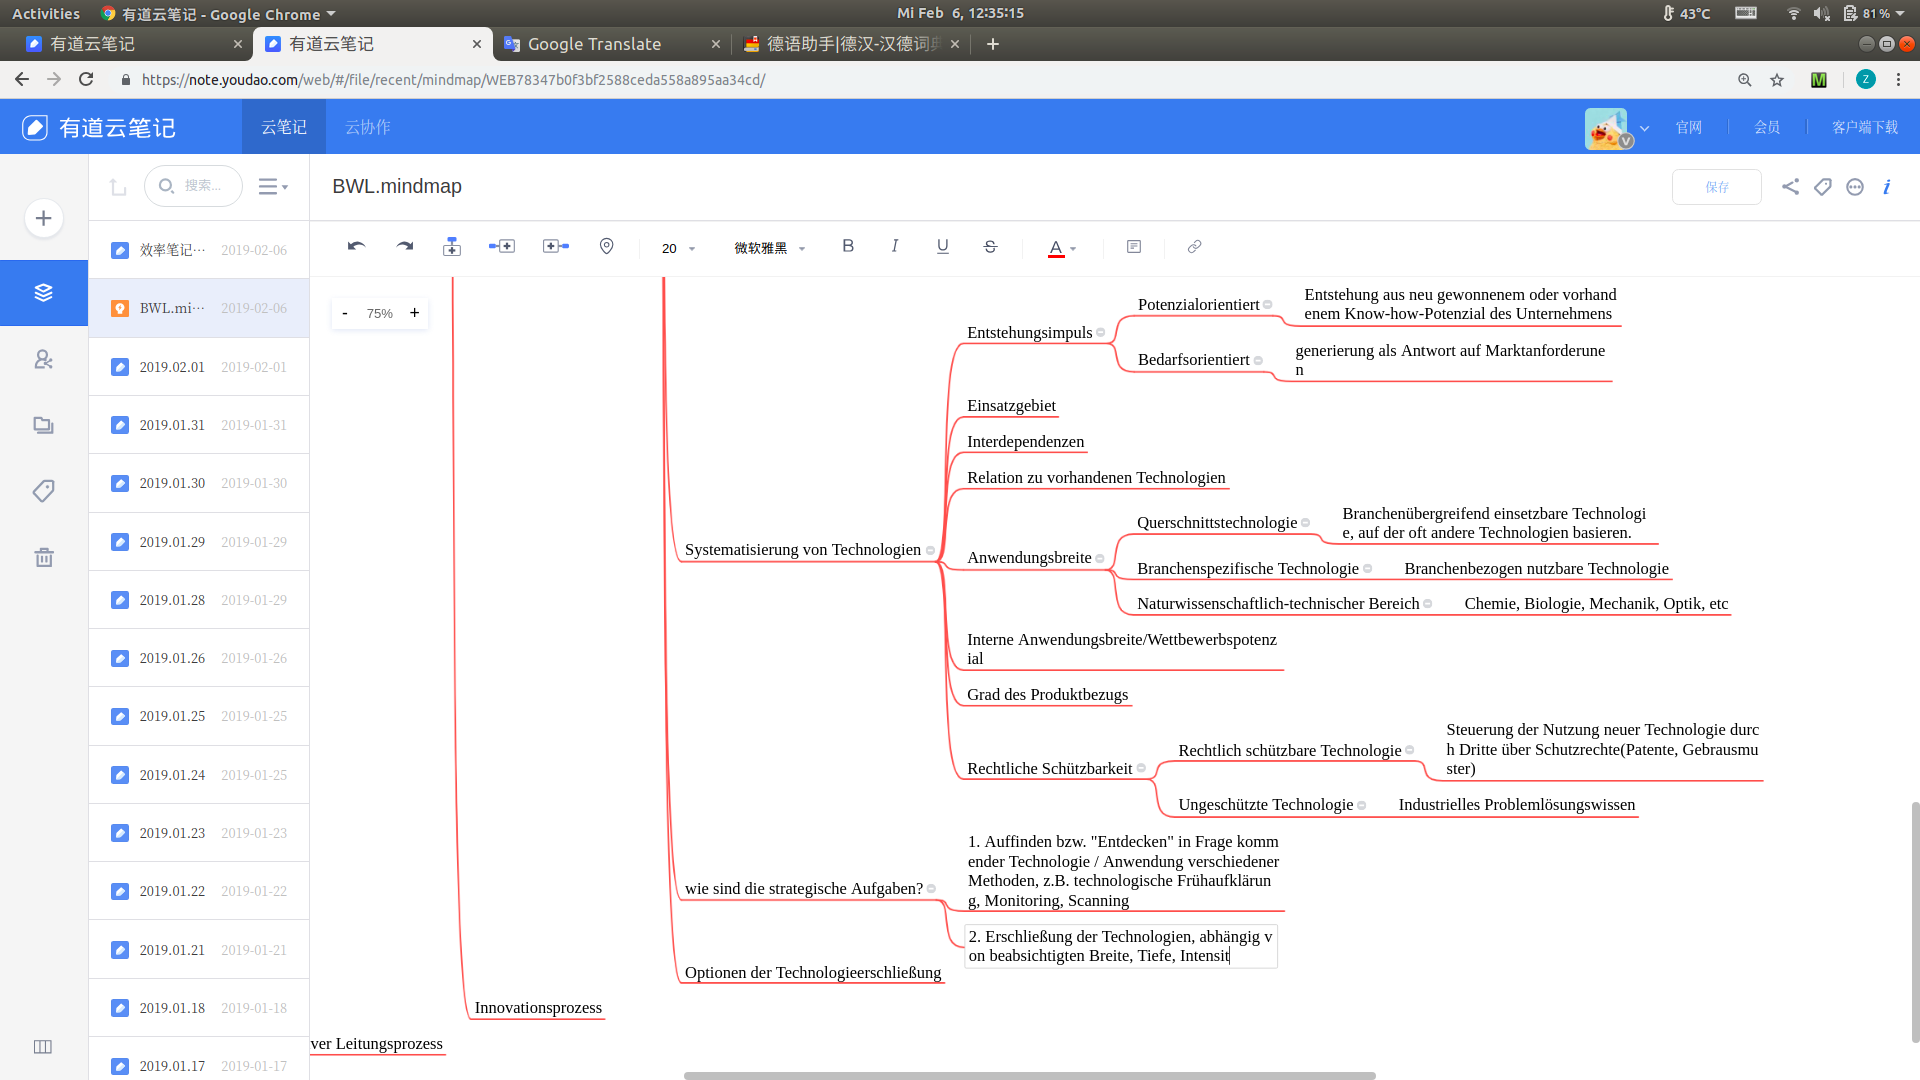 Activities
有道云笔记 - Google Chrome
Mi Feb  6, 12:35:15
43°C
81%
有道云笔记
有道云笔记
Google Translate
德语助手|德汉-汉德词典
https://note.youdao.com/web/#/file/recent/mindmap/WEB78347b0f3bf2588ceda558a895aa34cd/
Z
有道云笔记
云笔记
云协作
V
官网
会员
客户端下载
搜索...
BWL.mindmap
保存
20
微软雅黑
B
I
U
S
A
- 75% +
效率笔记··· 2019-02-06
BWL.mi··· 2019-02-06
2019.02.01 2019-02-01
2019.01.31 2019-01-31
2019.01.30 2019-01-30
2019.01.29 2019-01-29
2019.01.28 2019-01-29
2019.01.26 2019-01-26
2019.01.25 2019-01-25
2019.01.24 2019-01-25
2019.01.23 2019-01-23
2019.01.22 2019-01-22
2019.01.21 2019-01-21
2019.01.18 2019-01-18
2019.01.17 2019-01-17
Entstehungsimpuls
Potenzialorientiert
Entstehung aus neu gewonnenem oder vorhand
enem Know-how-Potenzial des Unternehmens
Bedarfsorientiert
generierung als Antwort auf Marktanforderune
n
Einsatzgebiet
Interdependenzen
Relation zu vorhandenen Technologien
Systematisierung von Technologien
Anwendungsbreite
Querschnittstechnologie
Branchenübergreifend einsetzbare Technologi
e, auf der oft andere Technologien basieren.
Branchenspezifische Technologie
Branchenbezogen nutzbare Technologie
Naturwissenschaftlich-technischer Bereich
Chemie, Biologie, Mechanik, Optik, etc
Interne Anwendungsbreite/Wettbewerbspotenz
ial
Grad des Produktbezugs
Rechtliche Schützbarkeit
Rechtlich schützbare Technologie
Steuerung der Nutzung neuer Technologie durc
h Dritte über Schutzrechte(Patente, Gebrausmu
ster)
Ungeschützte Technologie
Industrielles Problemlösungswissen
wie sind die strategische Aufgaben?
1. Auffinden bzw. "Entdecken" in Frage komm
ender Technologie / Anwendung verschiedener
Methoden, z.B. technologische Frühaufklärun
g, Monitoring, Scanning
2. Erschließung der Technologien, abhängig v
on beabsichtigten Breite, Tiefe, Intensit
Optionen der Technologieerschließung
Innovationsprozess
ver Leitungsprozess